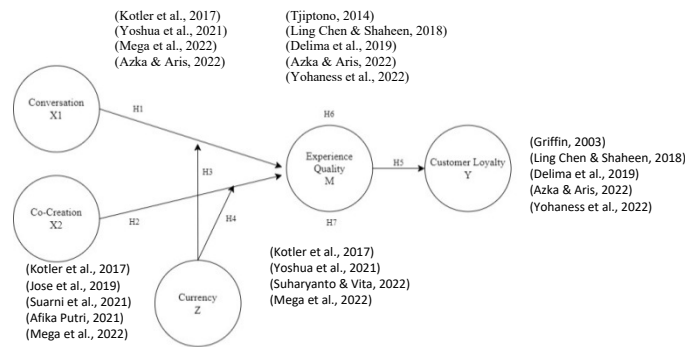 (Kotler et al., 2017)
(Yoshua et al., 2021)
(Mega et al., 2022)
(Azka & Aris, 2022)
(Tjiptono, 2014)
(Ling Chen & Shaheen, 2018)
(Delima et al., 2019)
(Azka & Aris, 2022)
(Yohaness et al., 2022)
Conversation
X1
H1
H6
H3
Experience
Quality
M
H5
Customer Loyalty
Y
(Griffin, 2003)
(Ling Chen & Shaheen, 2018)
(Delima et al., 2019)
(Azka & Aris, 2022)
(Yohaness et al., 2022)
Co-Creation
X2
H2
H4
H7
(Kotler et al., 2017)
(Jose et al., 2019)
(Suarni et al., 2021)
(Afika Putri, 2021)
(Mega et al., 2022)
Currency
Z
(Kotler et al., 2017)
(Yoshua et al., 2021)
(Suharyanto & Vita, 2022)
(Mega et al., 2022)